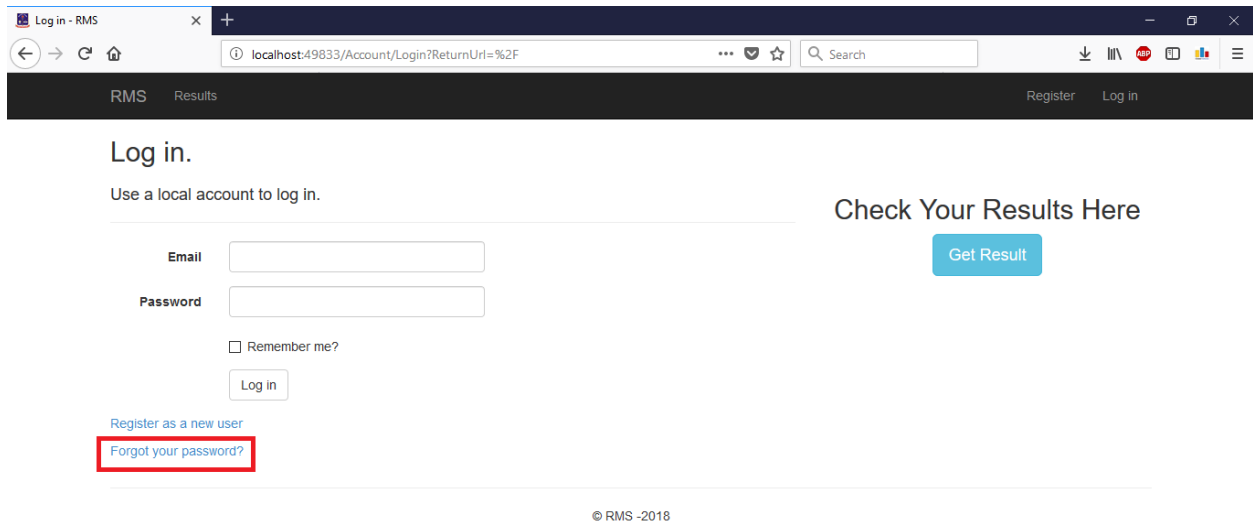 Log in - RMS
localhost:49833/Account/Login?ReturnUrl=%2F
Search
ABP
RMS Results Register Log in
Log in.
Use a local account to log in.
Check Your Results Here
Get Result
Email
Password
Remember me?
Log in
Register as a new user
Forgot your password?
© RMS -2018